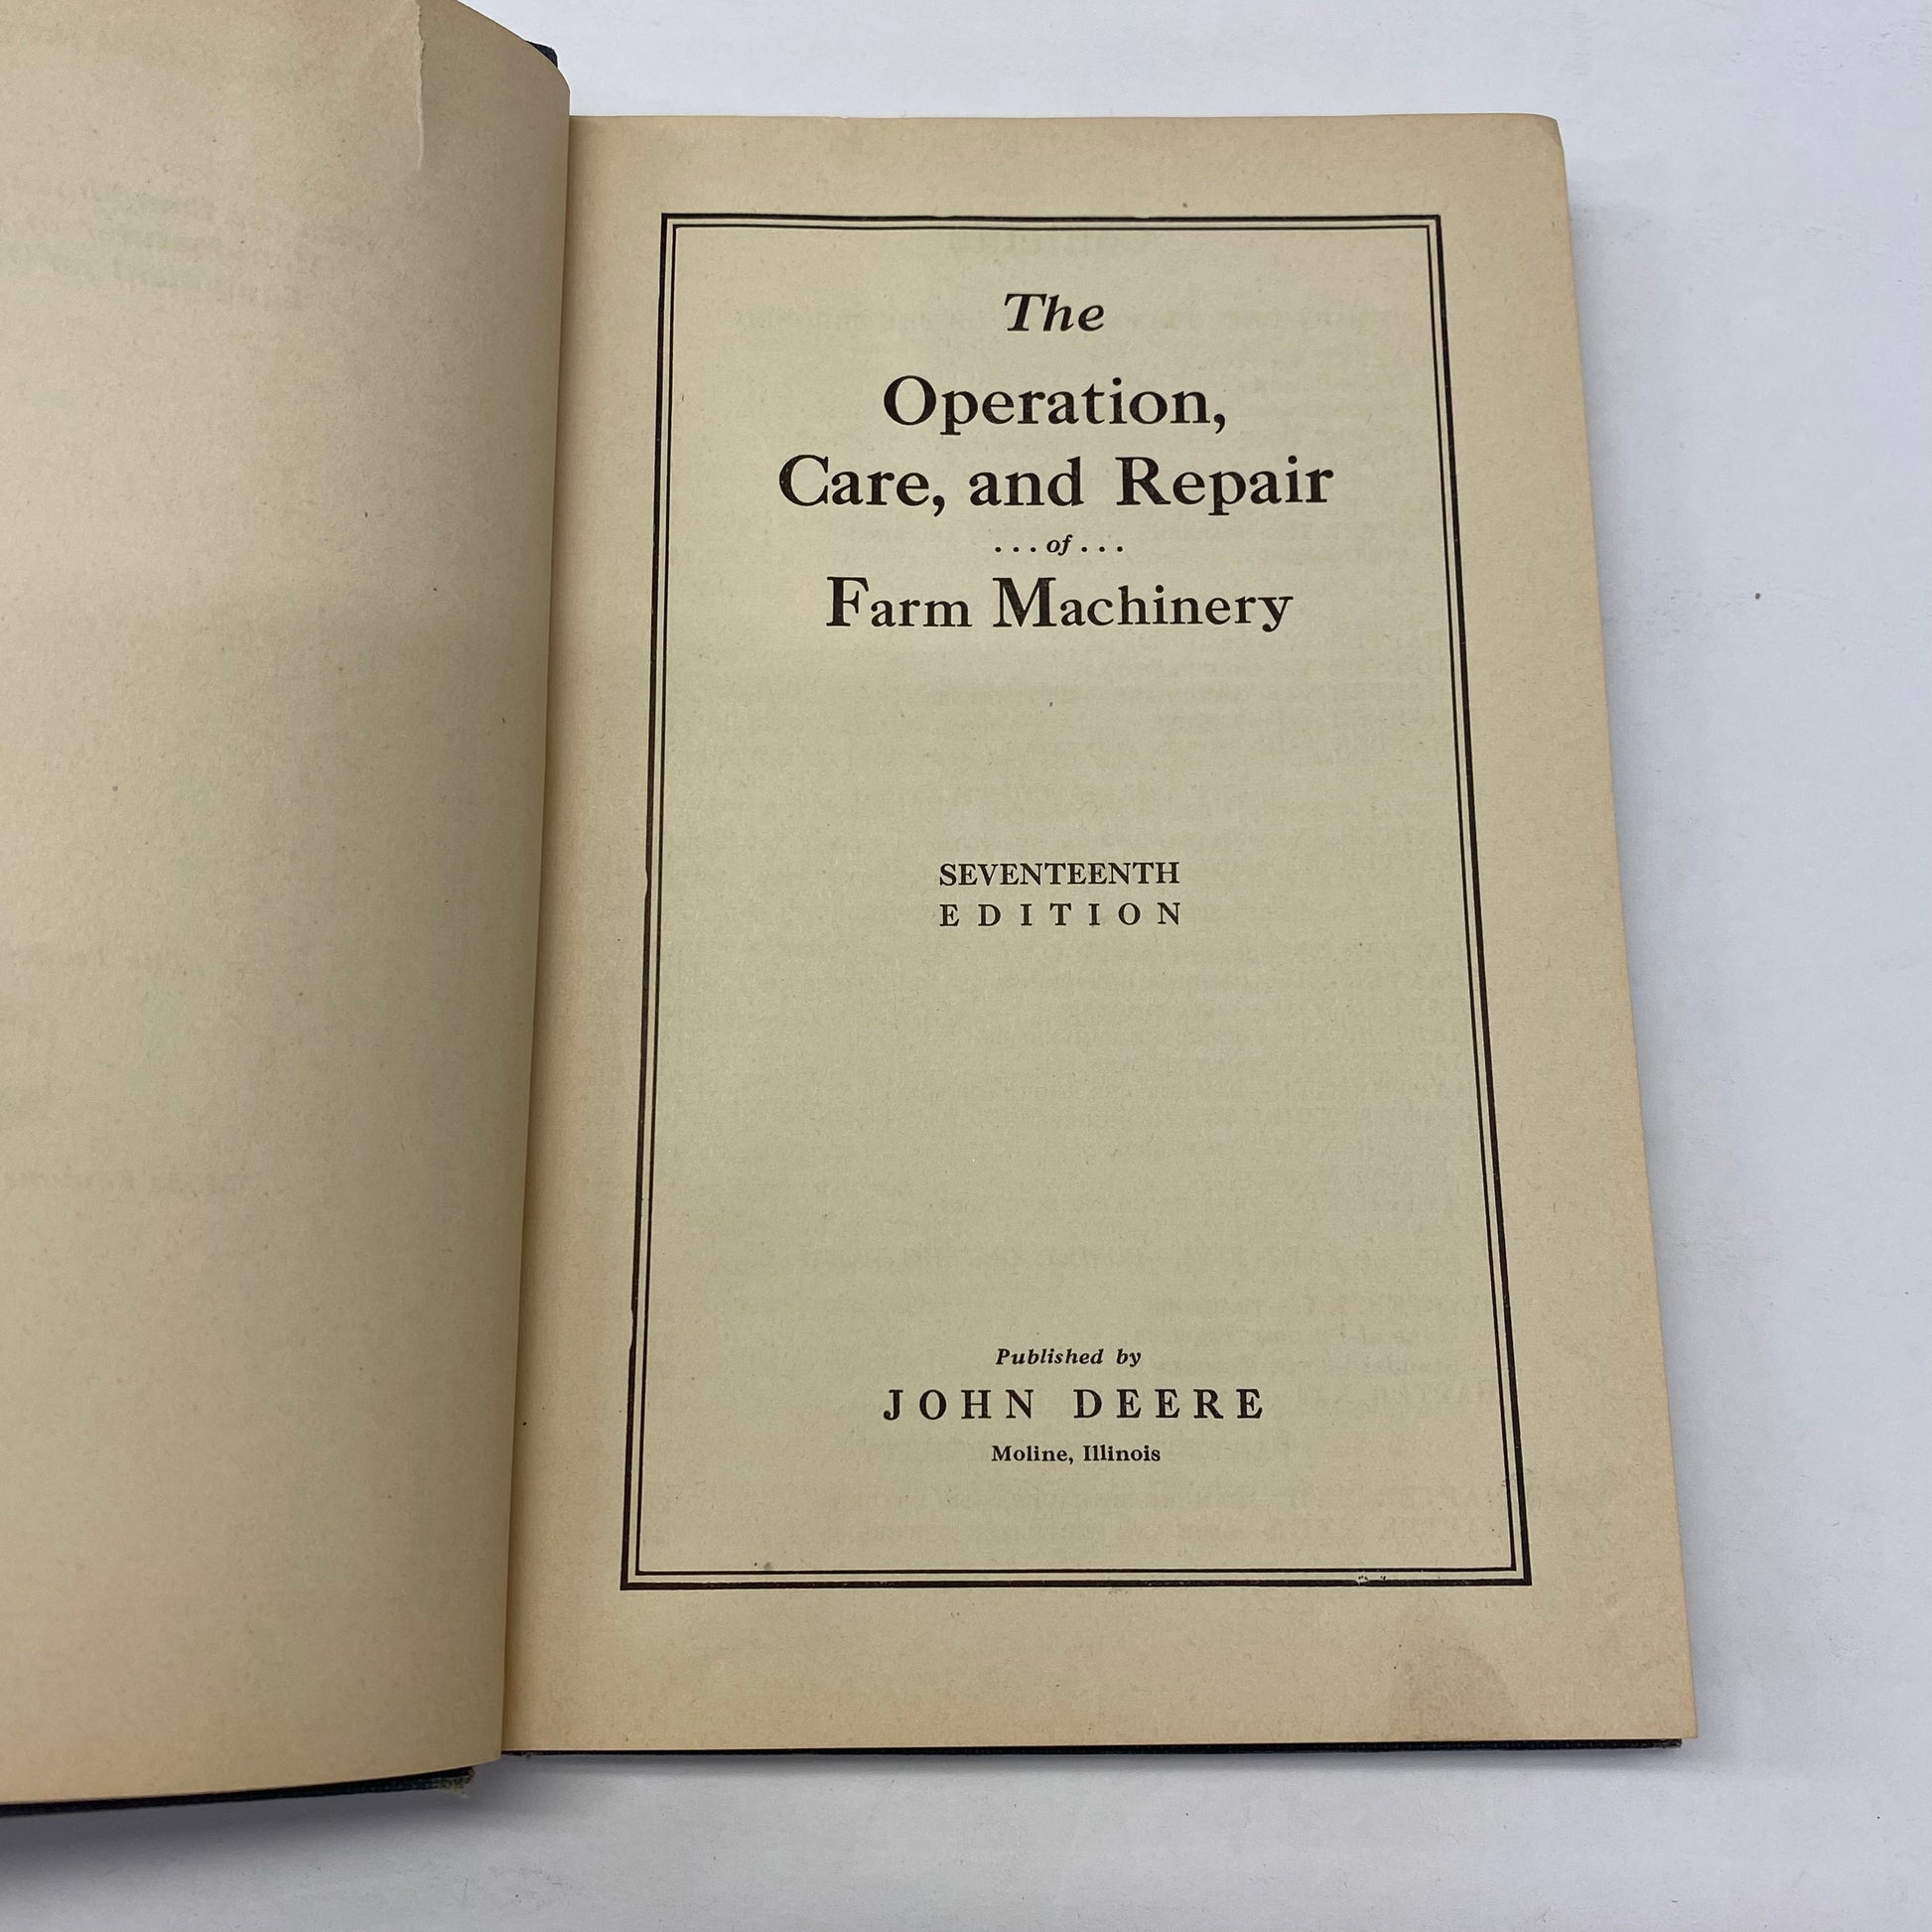 The
Operation,
Care, and Repair
...of...
Farm Machinery
SEVENTEENTH
EDITION
Published by
JOHN DEERE
Moline, Illinois